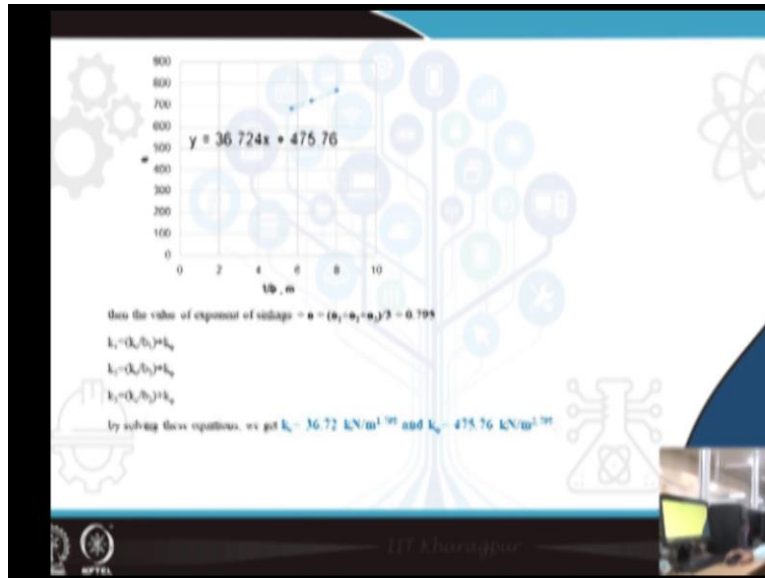 900
800
700
600
500
400
300
200
100
0
y = 36.724x + 475.76
0 2 4 6 8 10
1/b , m
then the value of exponent of sinkage = n = (n₁+n₂+n₃)/3 = 0.795
k₁=(kc/b₁)+kφ
k₂=(kc/b₂)+kφ
k₃=(kc/b₃)+kφ
by solving these equations, we get kc = 36.72 kN/m¹·⁷⁹⁵ and kφ = 475.76 kN/m²·⁷⁹⁵
IIT Kharagpur
NPTEL